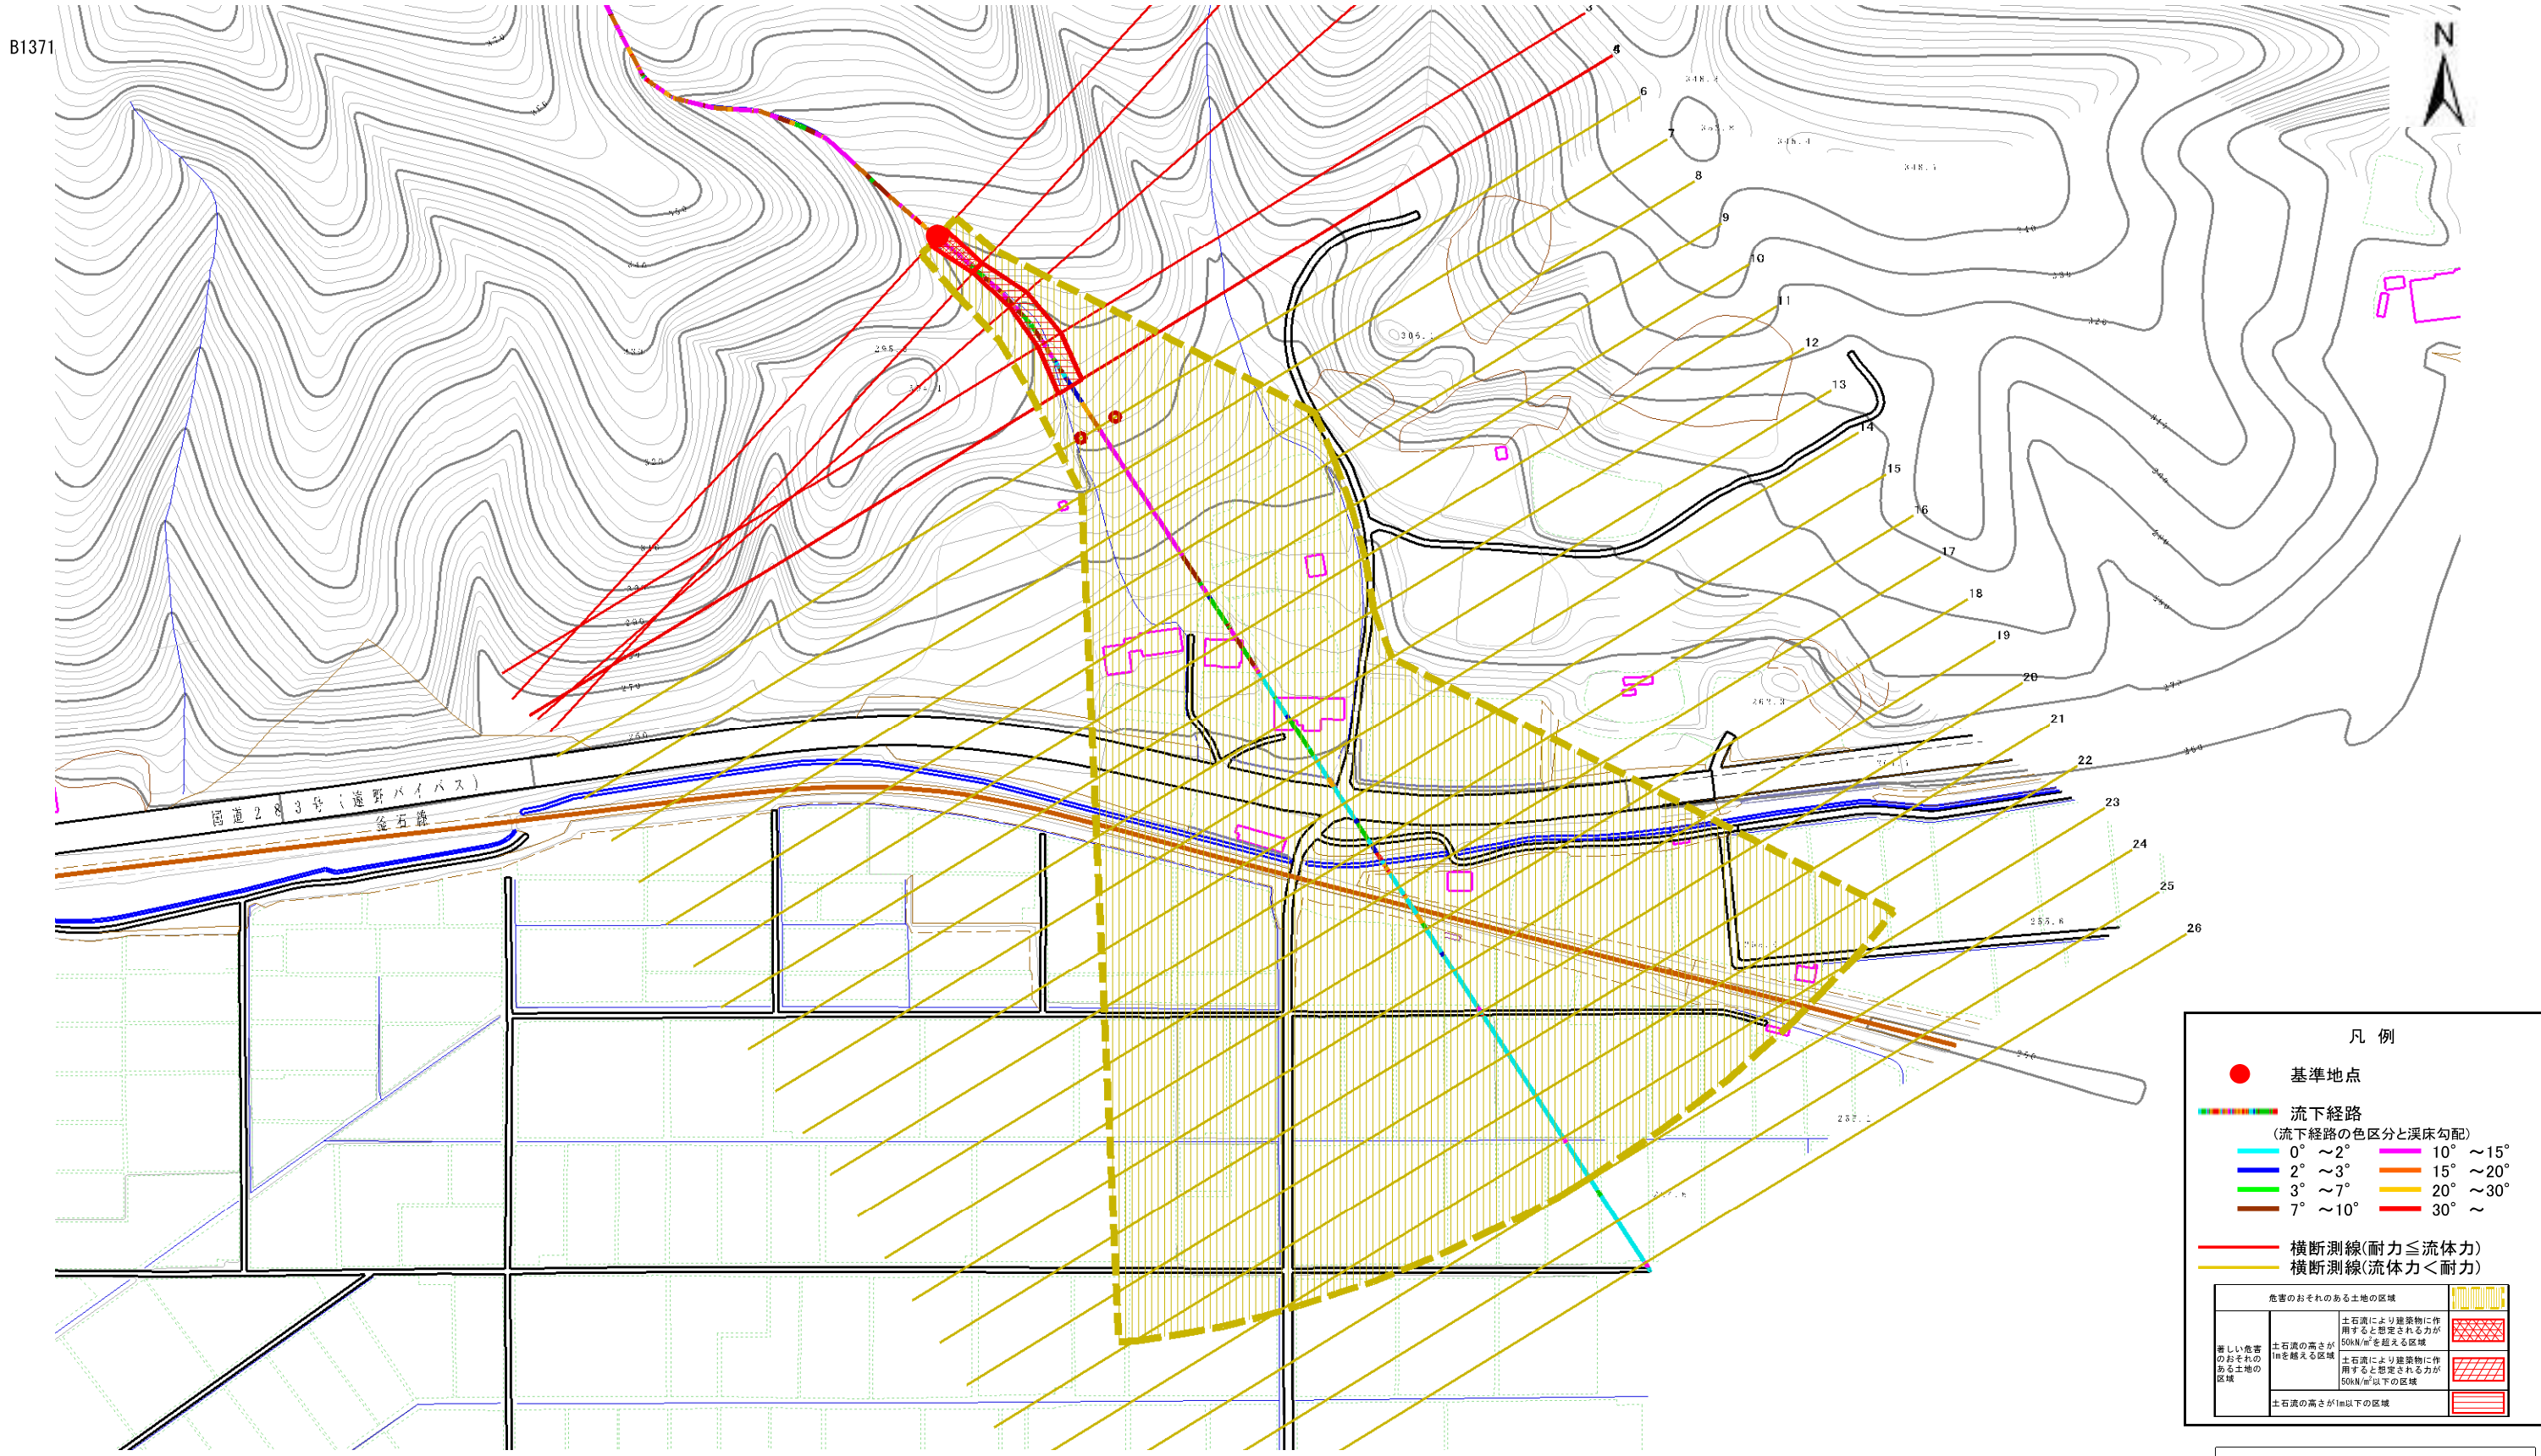 B1371
N
3
4
6
7
8
9
10
11
12
13
14
15
16
17
18
19
20
21
22
23
24
25
26
国道283号(遠野バイパス)
釜石線
凡 例
基準地点
流下経路
(流下経路の色区分と渓床勾配)
0° ～2° 10° ～15°
2° ～3° 15° ～20°
3° ～7° 20° ～30°
7° ～10° 30° ～
横断測線(耐力≦流体力)
横断測線(流体力＜耐力)
危害のおそれのある土地の区域
著しい危害
のおそれの
ある土地の
区域
土石流の高さが
1mを越える区域
土石流により建築物に作
用すると想定される力が
50kN/m²を超える区域
土石流により建築物に作
用すると想定される力が
50kN/m²以下の区域
土石流の高さが1m以下の区域